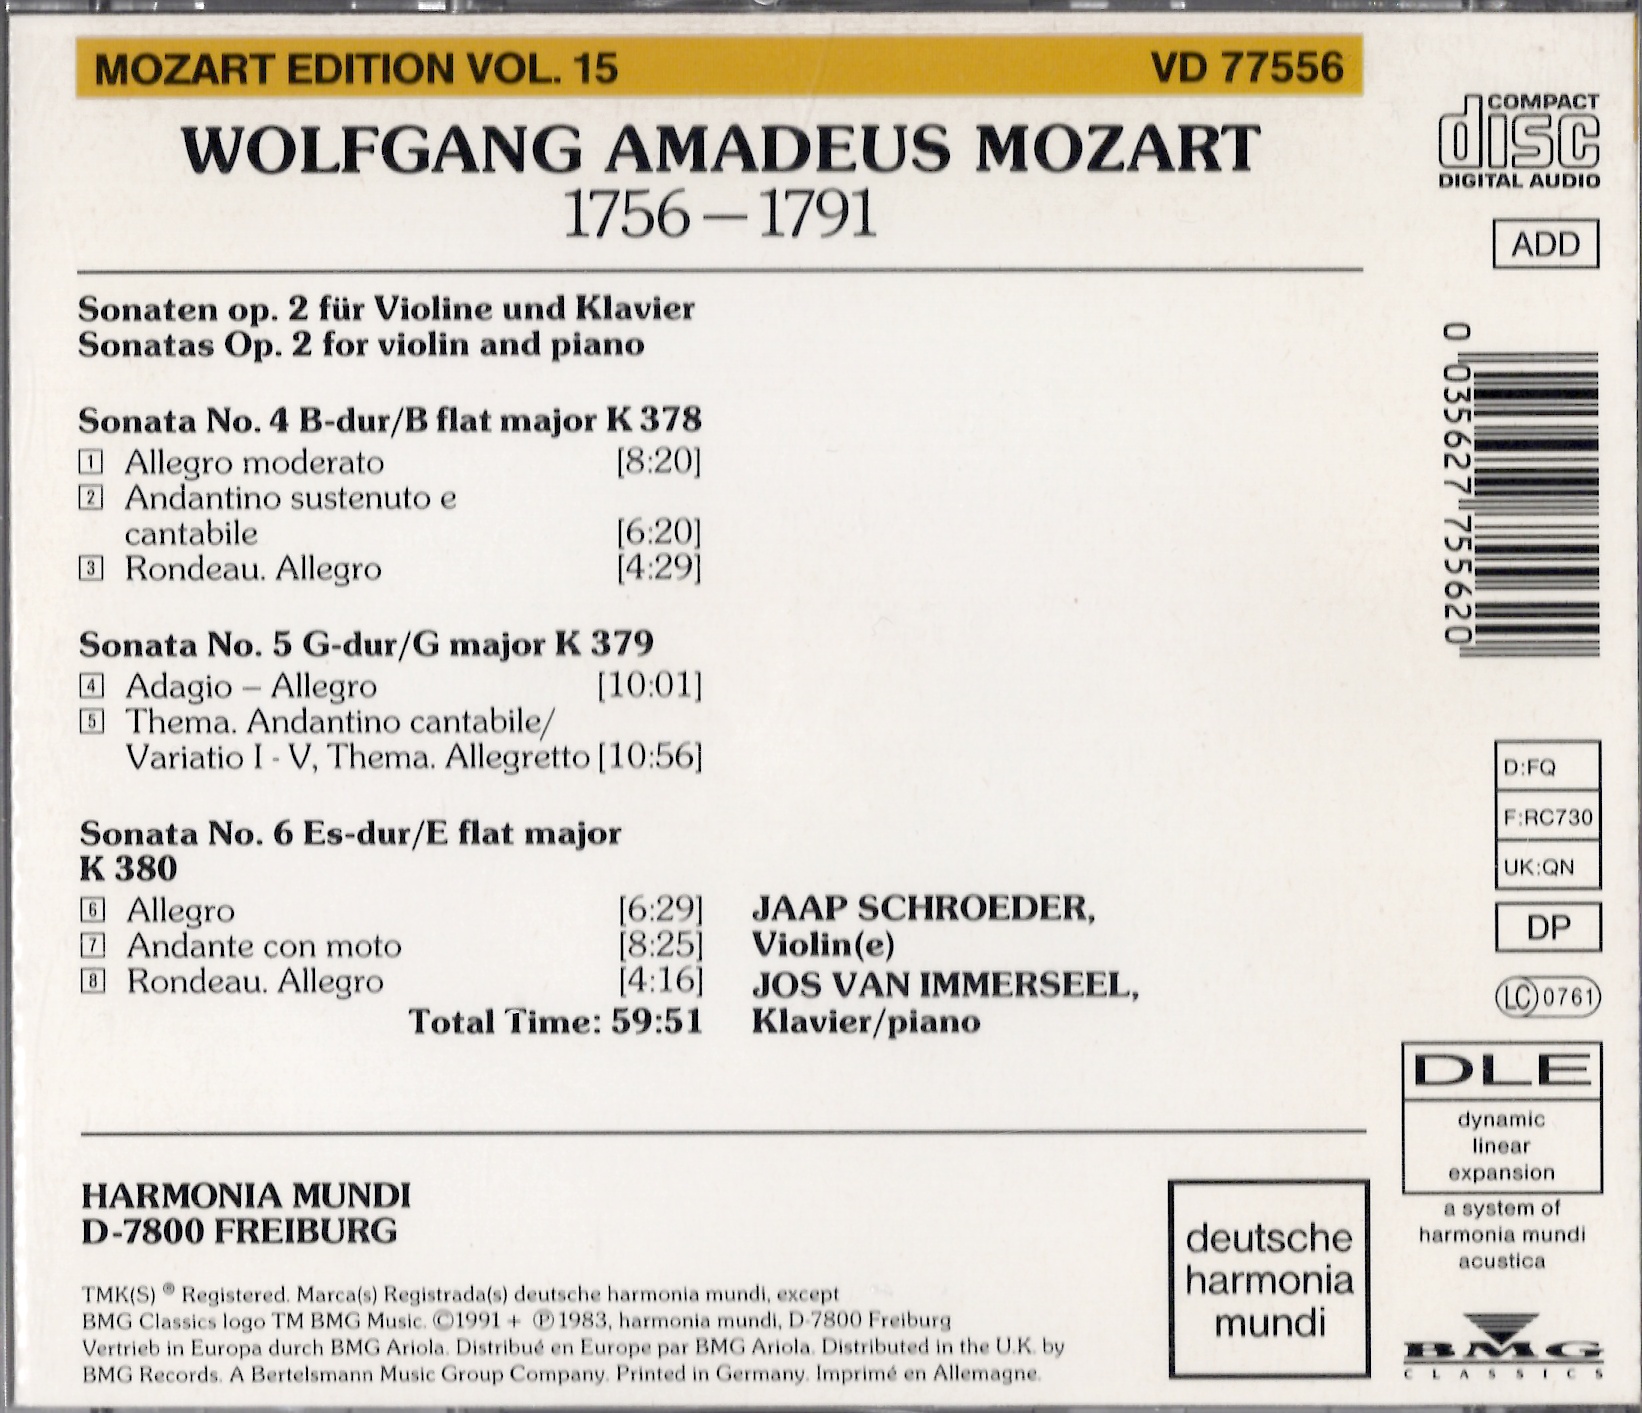 MOZART EDITION VOL. 15 VD 77556
WOLFGANG AMADEUS MOZART
1756 – 1791
Sonaten op. 2 für Violine und Klavier
Sonatas Op. 2 for violin and piano
Sonata No. 4 B-dur/B flat major K 378
1 Allegro moderato [8:20]
2 Andantino sustenuto e
cantabile [6:20]
3 Rondeau. Allegro [4:29]
Sonata No. 5 G-dur/G major K 379
4 Adagio – Allegro [10:01]
5 Thema. Andantino cantabile/
Variatio I - V, Thema. Allegretto [10:56]
Sonata No. 6 Es-dur/E flat major
K 380
6 Allegro [6:29]
7 Andante con moto [8:25]
8 Rondeau. Allegro [4:16]
Total Time: 59:51
JAAP SCHROEDER,
Violin(e)
JOS VAN IMMERSEEL,
Klavier/piano
HARMONIA MUNDI
D-7800 FREIBURG
TMK(S) ® Registered. Marca(s) Registrada(s) deutsche harmonia mundi, except
BMG Classics logo TM BMG Music. ©1991 + ℗1983, harmonia mundi, D-7800 Freiburg
Vertrieb in Europa durch BMG Ariola. Distribué en Europe par BMG Ariola. Distributed in the U.K. by
BMG Records. A Bertelsmann Music Group Company. Printed in Germany. Imprimé en Allemagne.
deutsche
harmonia
mundi
COMPACT
disc
DIGITAL AUDIO
ADD
0 035627 755620
D:FQ
F:RC730
UK:QN
DP
LC 0761
DLE
dynamic
linear
expansion
a system of
harmonia mundi
acustica
BMG
CLASSICS